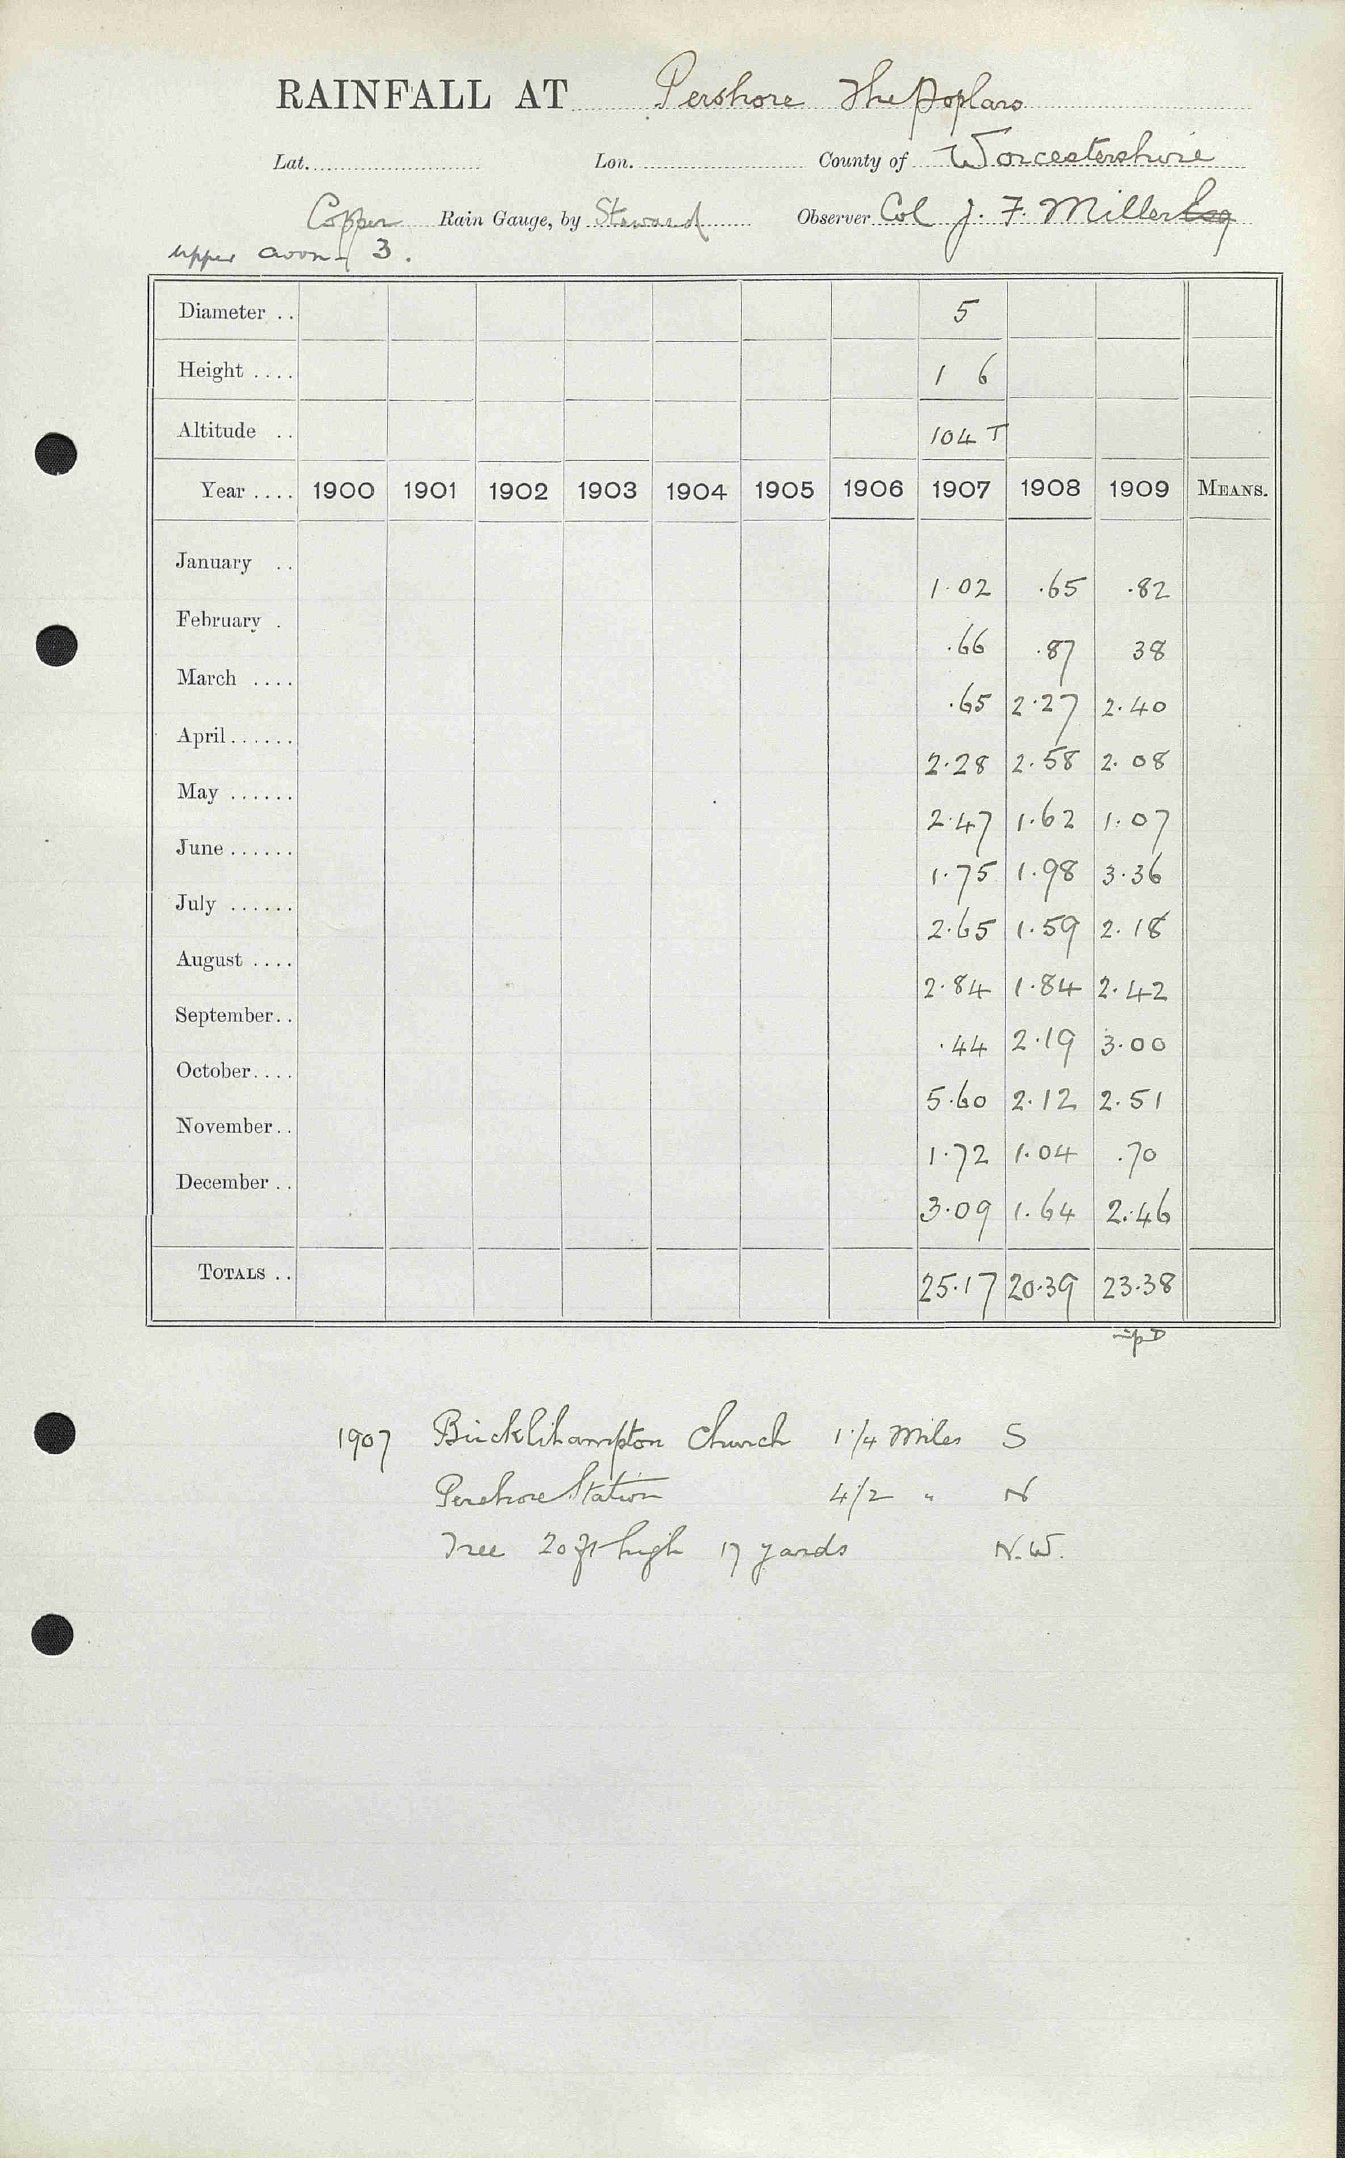 RAINFALL AT Pershore The Poplars
Lat. Lon. County of Worcestershire
Copper Rain Gauge, by Steward Observer Col J. F. Miller Esq
Upper Avon 3.
Diameter .. 5
Height .... 1 6
Altitude .. 104 T
Year .... 1900 1901 1902 1903 1904 1905 1906 1907 1908 1909 MEANS.
January .. 1.02 .65 .82
February . .66 .87 38
March .... .65 2.27 2.40
April...... 2.28 2.58 2.08
May ...... 2.47 1.62 1.07
June ...... 1.75 1.98 3.36
July ...... 2.65 1.59 2.18
August .... 2.84 1.84 2.42
September.. .44 2.19 3.00
October.... 5.60 2.12 2.51
November.. 1.72 1.04 .70
December .. 3.09 1.64 2.46
TOTALS .. 25.17 20.39 23.38
1907 Bricklehampton Church 1 1/4 Miles S
Pershore Station 4 1/2 " N
Tree 20 ft high 17 yards N.W.